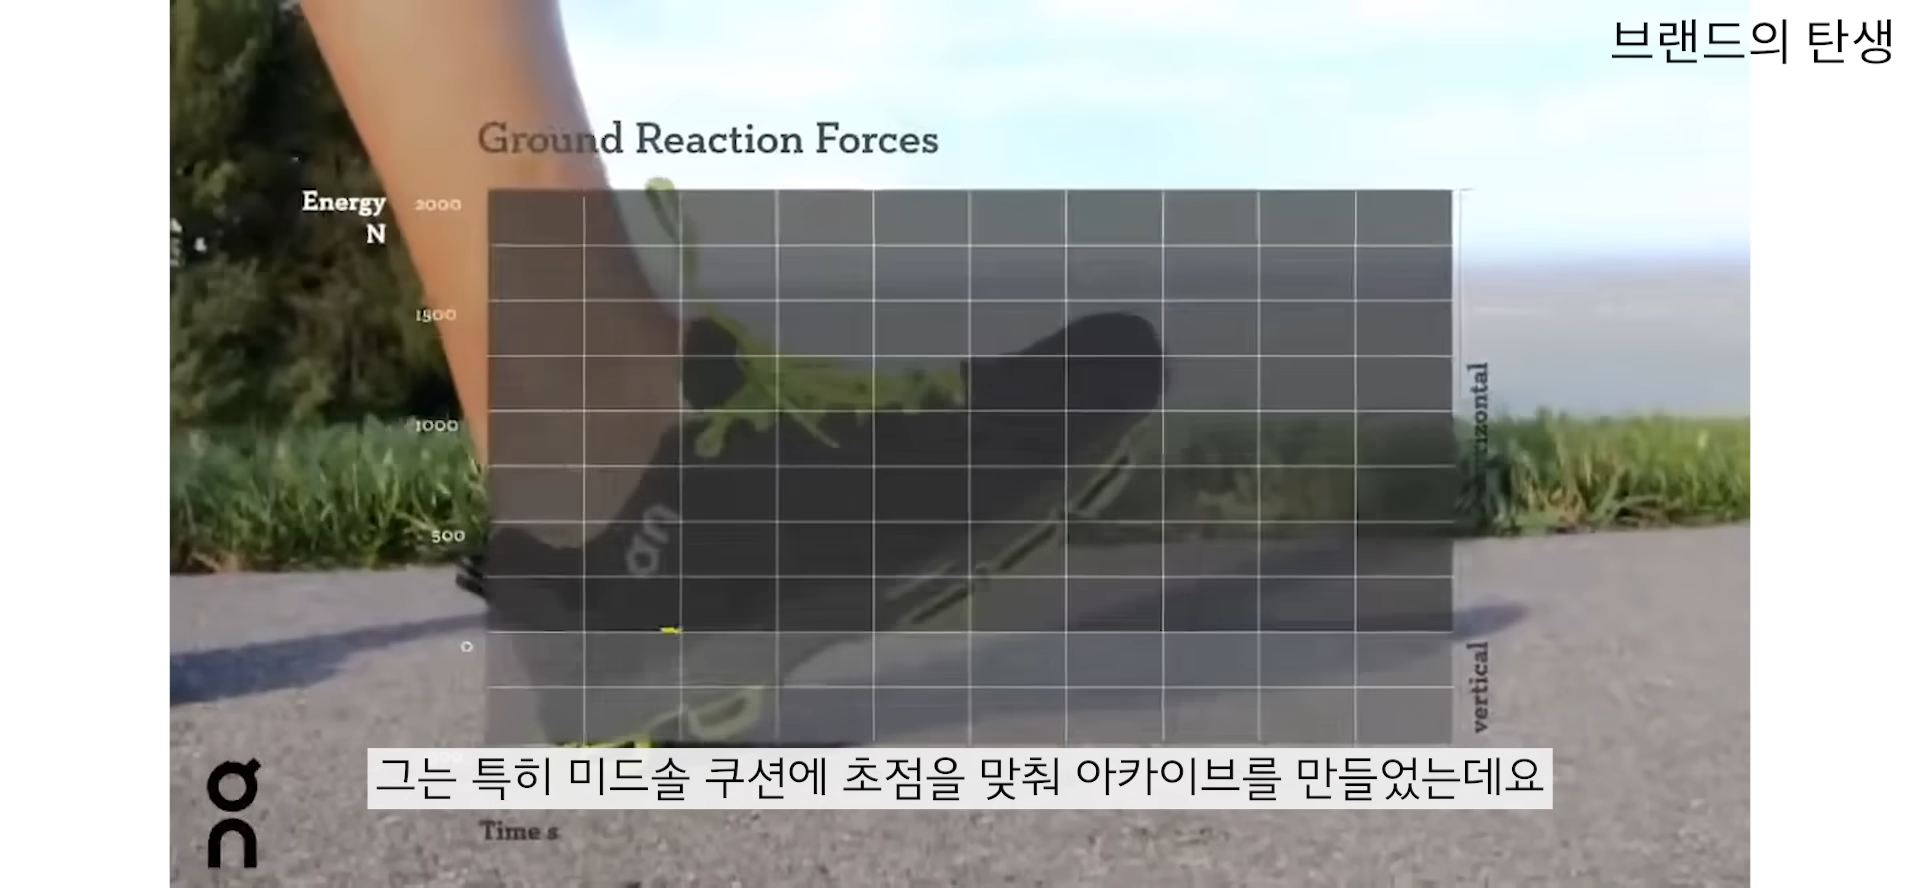 브랜드의 탄생
Ground Reaction Forces
Energy
N
2000
1500
1000
500
0
horizontal
vertical
on
그는 특히 미드솔 쿠션에 초점을 맞춰 아카이브를 만들었는데요
on
Time s